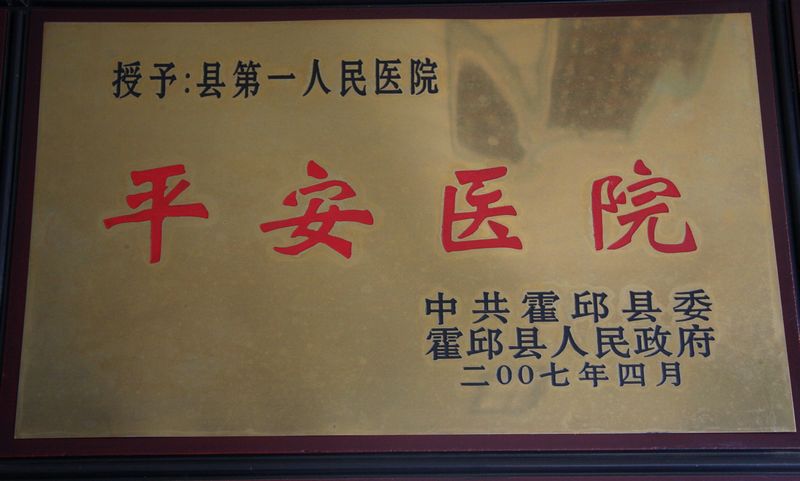 授予:县第一人民医院
平安医院
中共霍邱县委
霍邱县人民政府
二00七年四月